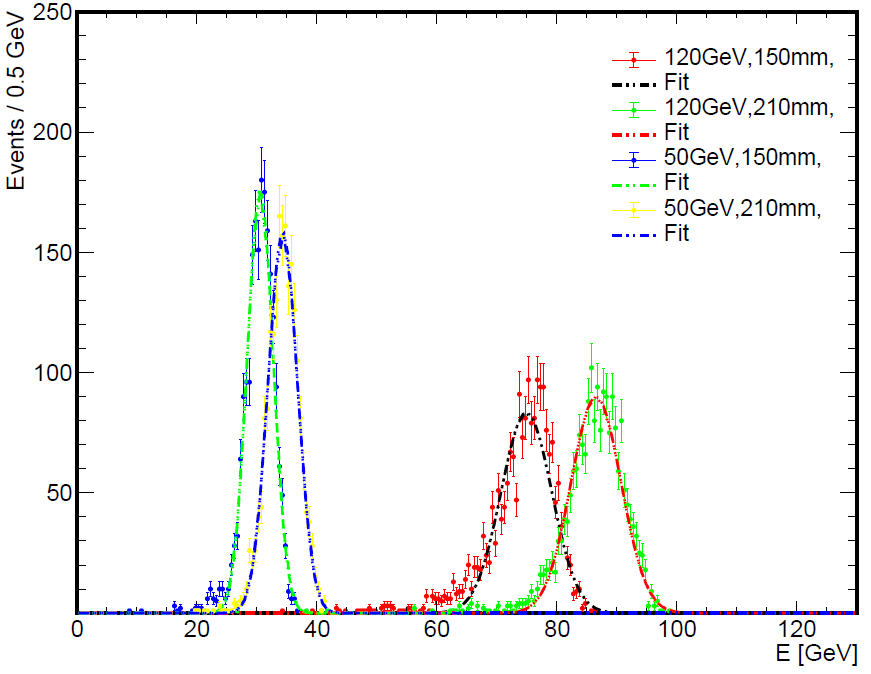 Events / 0.5 GeV
250
200
150
100
50
0
20
40
60
80
100
120
E [GeV]
120GeV,150mm,
Fit
120GeV,210mm,
Fit
50GeV,150mm,
Fit
50GeV,210mm,
Fit